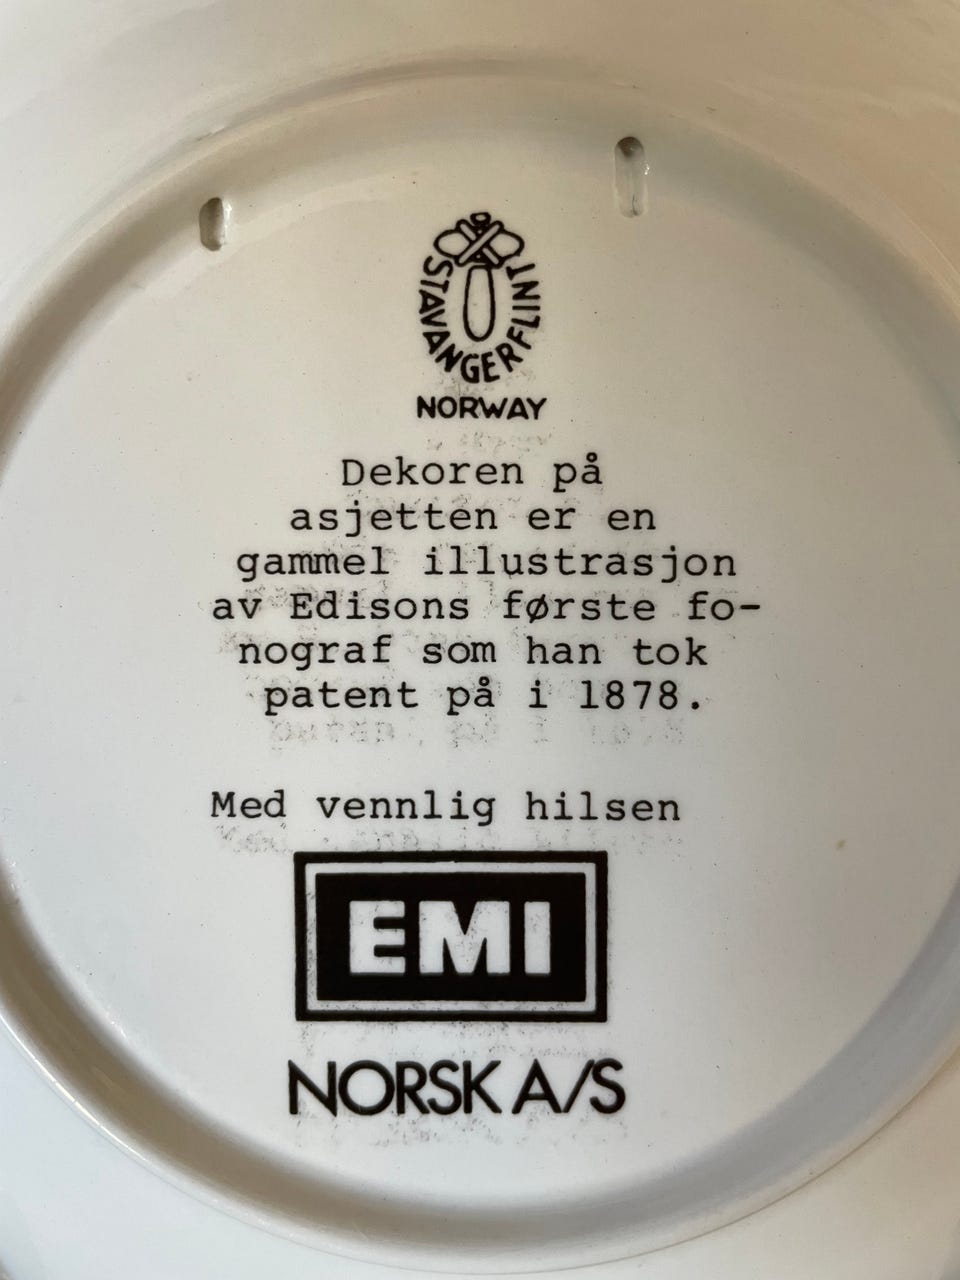 STAVANGERFLINT
NORWAY
Dekoren på
asjetten er en
gammel illustrasjon
av Edisons første fo-
nograf som han tok
patent på i 1878.
Med vennlig hilsen
EMI
NORSK A/S